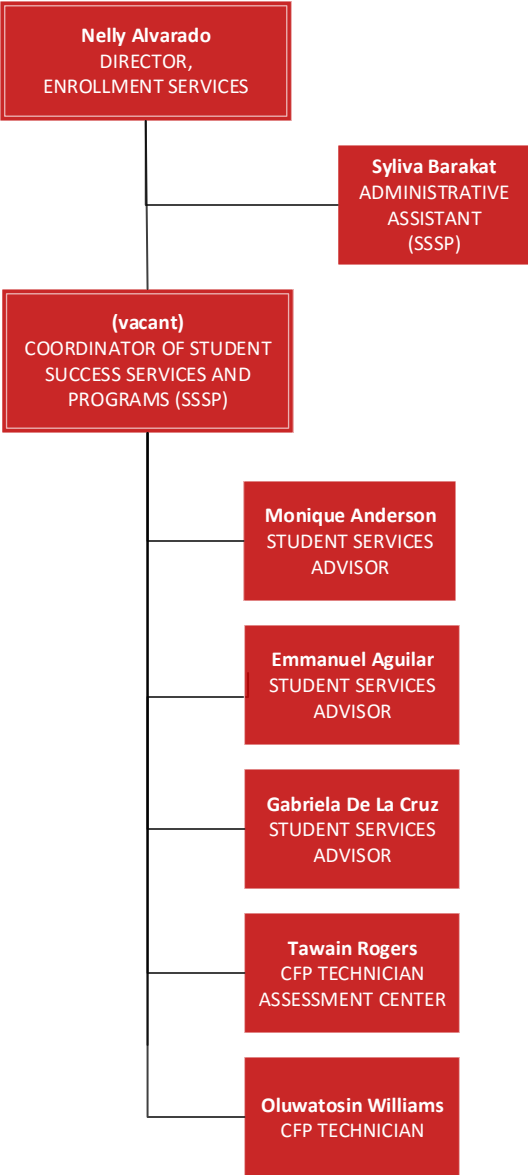 Nelly Alvarado
DIRECTOR,
ENROLLMENT SERVICES
Syliva Barakat
ADMINISTRATIVE
ASSISTANT
(SSSP)
(vacant)
COORDINATOR OF STUDENT
SUCCESS SERVICES AND
PROGRAMS (SSSP)
Monique Anderson
STUDENT SERVICES
ADVISOR
Emmanuel Aguilar
STUDENT SERVICES
ADVISOR
Gabriela De La Cruz
STUDENT SERVICES
ADVISOR
Tawain Rogers
CFP TECHNICIAN
ASSESSMENT CENTER
Oluwatosin Williams
CFP TECHNICIAN